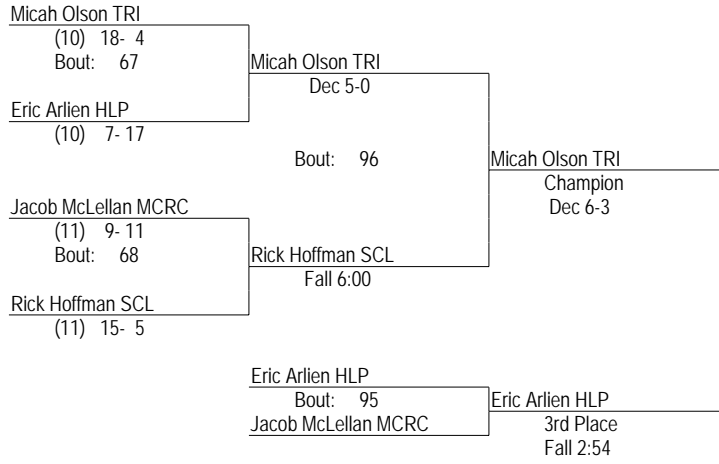 Micah Olson TRI
(10) 18- 4
Bout: 67
Micah Olson TRI
Dec 5-0
Eric Arlien HLP
(10) 7- 17
Bout: 96
Micah Olson TRI
Champion
Dec 6-3
Jacob McLellan MCRC
(11) 9- 11
Bout: 68
Rick Hoffman SCL
Fall 6:00
Rick Hoffman SCL
(11) 15- 5
Eric Arlien HLP
Bout: 95
Eric Arlien HLP
Jacob McLellan MCRC
3rd Place
Fall 2:54